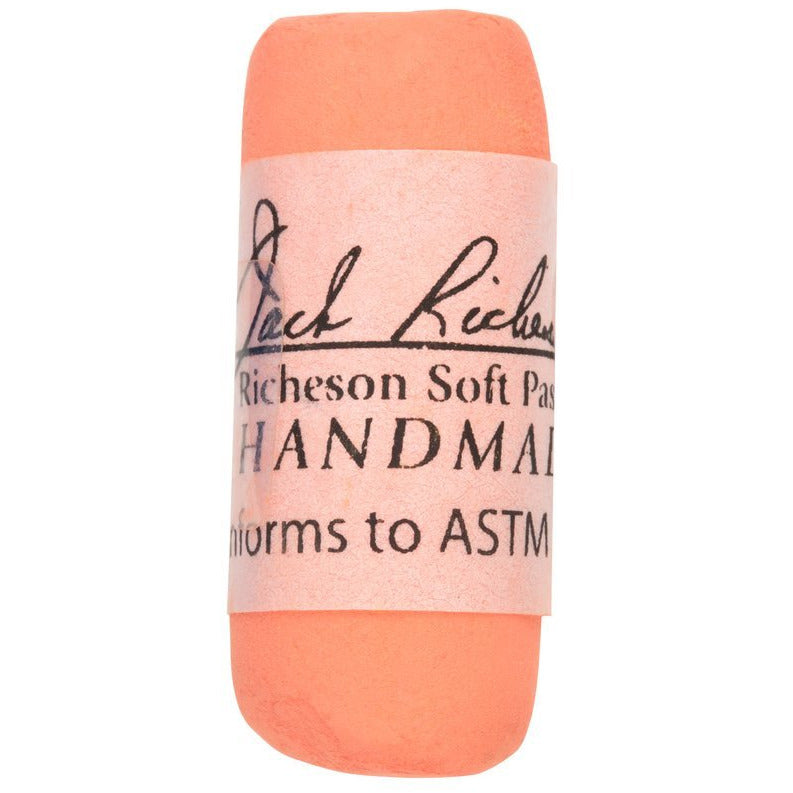 Jack Riches
Richeson Soft Pas
HANDMAD
nforms to ASTM